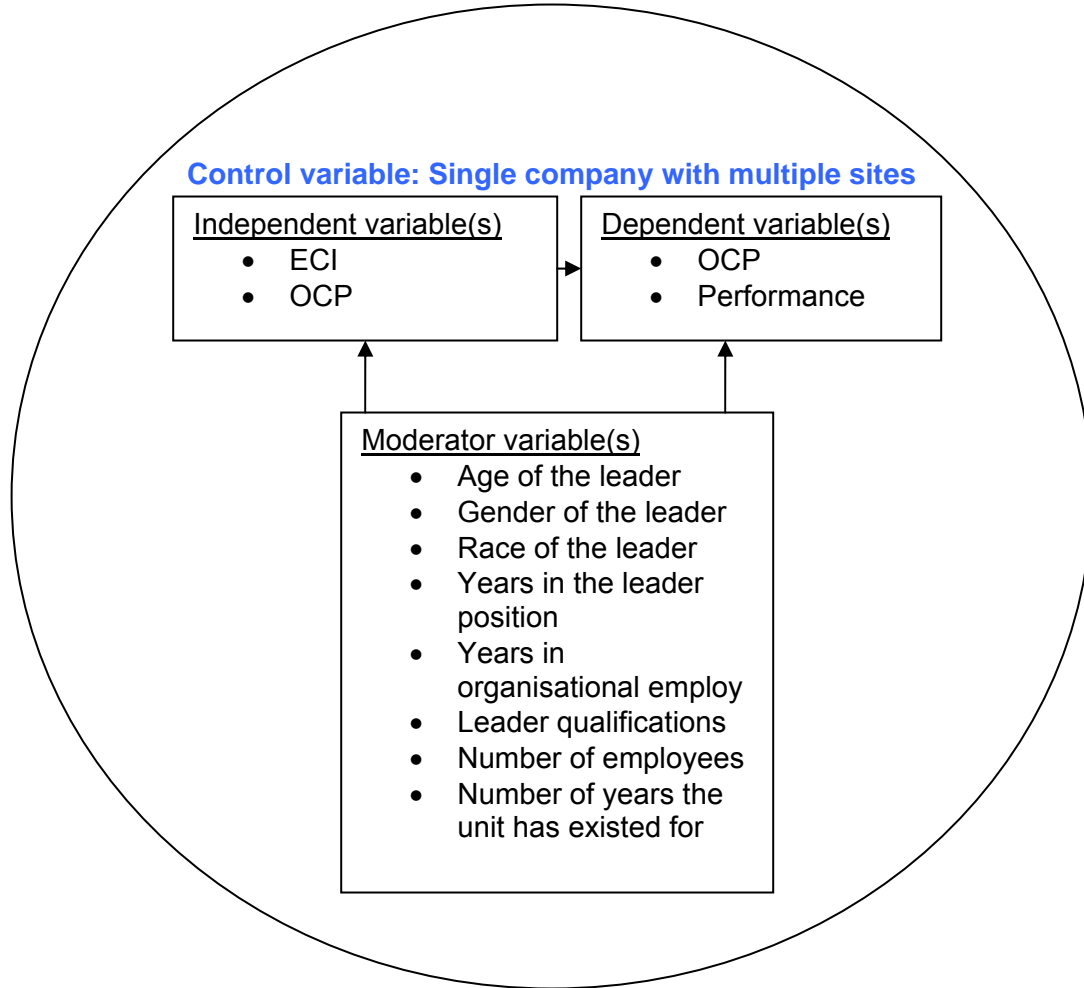 Control variable: Single company with multiple sites
Independent variable(s)
• ECI
• OCP
Dependent variable(s)
• OCP
• Performance
Moderator variable(s)
• Age of the leader
• Gender of the leader
• Race of the leader
• Years in the leader
position
• Years in
organisational employ
• Leader qualifications
• Number of employees
• Number of years the
unit has existed for